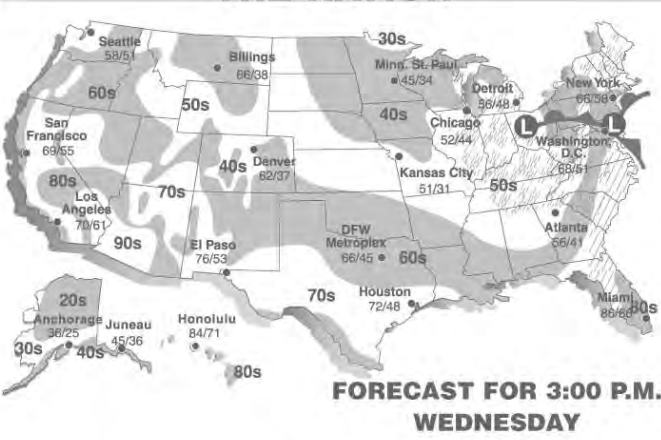 30s
Seattle
58/51
Billings
66/38
Minn. St. Paul
45/34
60s
50s
Detroit
56/48
New York
66/58
San
Francisco
69/55
40s
Chicago
52/44
L
L
Washington,
D.C.
68/51
40s
Denver
62/37
Kansas City
51/31
50s
80s
70s
Los
Angeles
70/61
90s
El Paso
76/53
DFW
Metroplex
66/45
60s
Atlanta
56/41
70s
Houston
72/48
Miami
80s
20s
Anchorage
36/25
Juneau
45/36
Honolulu
84/71
30s
40s
80s
FORECAST FOR 3:00 P.M.
WEDNESDAY